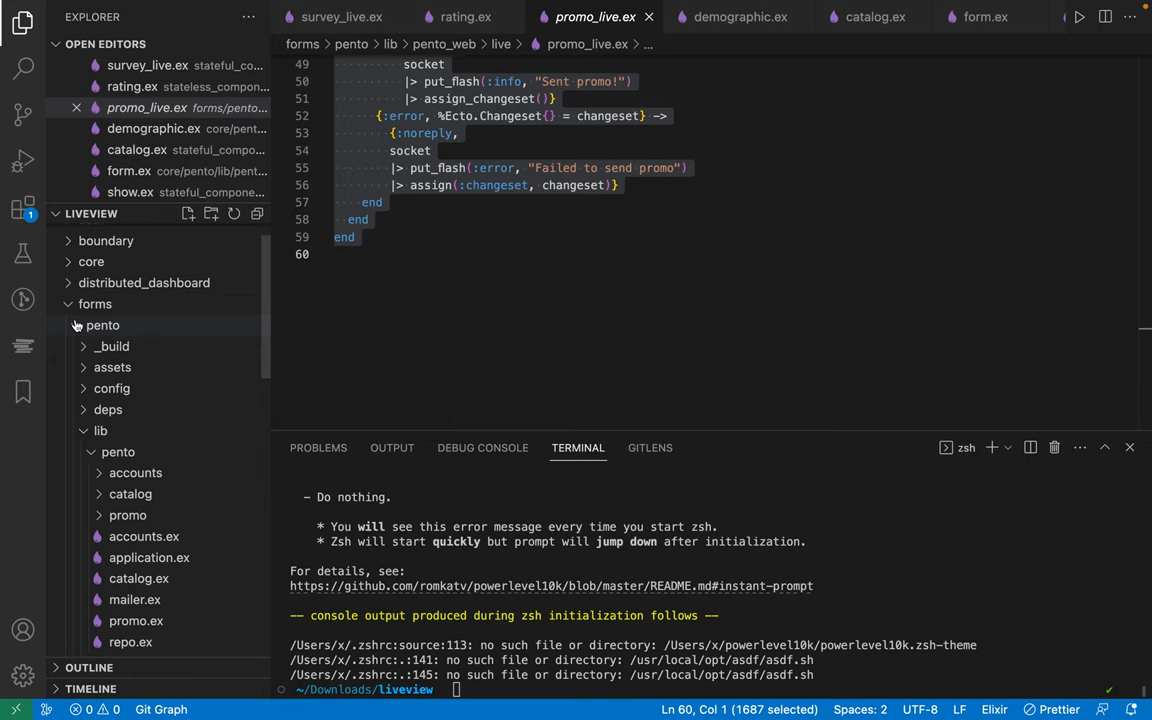 EXPLORER
OPEN EDITORS
survey_live.ex stateful_co...
rating.ex stateless_compon...
promo_live.ex forms/pento...
demographic.ex core/pent...
catalog.ex stateful_compo...
form.ex core/pento/lib/pent...
show.ex stateful_compone...
LIVEVIEW
boundary
core
distributed_dashboard
forms
pento
_build
assets
config
deps
lib
pento
accounts
catalog
promo
accounts.ex
application.ex
catalog.ex
mailer.ex
promo.ex
repo.ex
OUTLINE
TIMELINE
1
survey_live.ex rating.ex promo_live.ex demographic.ex catalog.ex form.ex
forms > pento > lib > pento_web > live > promo_live.ex > ...
49 socket
50 |> put_flash(:info, "Sent promo!")
51 |> assign_changeset()}
52 {:error, %Ecto.Changeset{} = changeset} ->
53 {:noreply,
54 socket
55 |> put_flash(:error, "Failed to send promo")
56 |> assign(:changeset, changeset)}
57 end
58 end
59 end
60
PROBLEMS OUTPUT DEBUG CONSOLE TERMINAL GITLENS zsh
- Do nothing.
* You will see this error message every time you start zsh.
* Zsh will start quickly but prompt will jump down after initialization.
For details, see:
https://github.com/romkatv/powerlevel10k/blob/master/README.md#instant-prompt
-- console output produced during zsh initialization follows --
/Users/x/.zshrc:source:113: no such file or directory: /Users/x/powerlevel10k/powerlevel10k.zsh-theme
/Users/x/.zshrc:.:141: no such file or directory: /usr/local/opt/asdf/asdf.sh
/Users/x/.zshrc:.:145: no such file or directory: /usr/local/opt/asdf/asdf.sh
~/Downloads/liveview
0 0 Git Graph Ln 60, Col 1 (1687 selected) Spaces: 2 UTF-8 LF Elixir Prettier